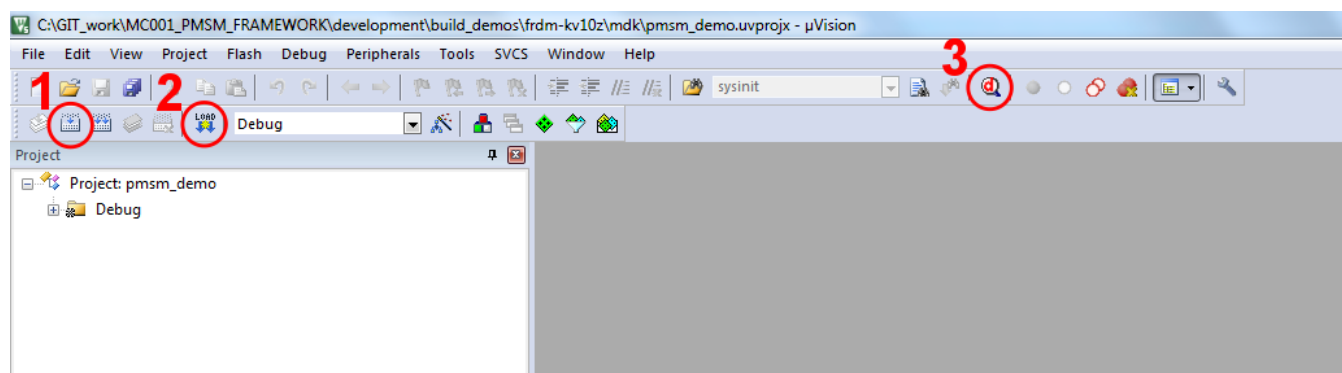 C:\GIT_work\MC001_PMSM_FRAMEWORK\development\build_demos\frdm-kv10z\mdk\pmsm_demo.uvprojx - µVision
File Edit View Project Flash Debug Peripherals Tools SVCS Window Help
1 2 sysinit 3
LOAD Debug
Project
Project: pmsm_demo
Debug